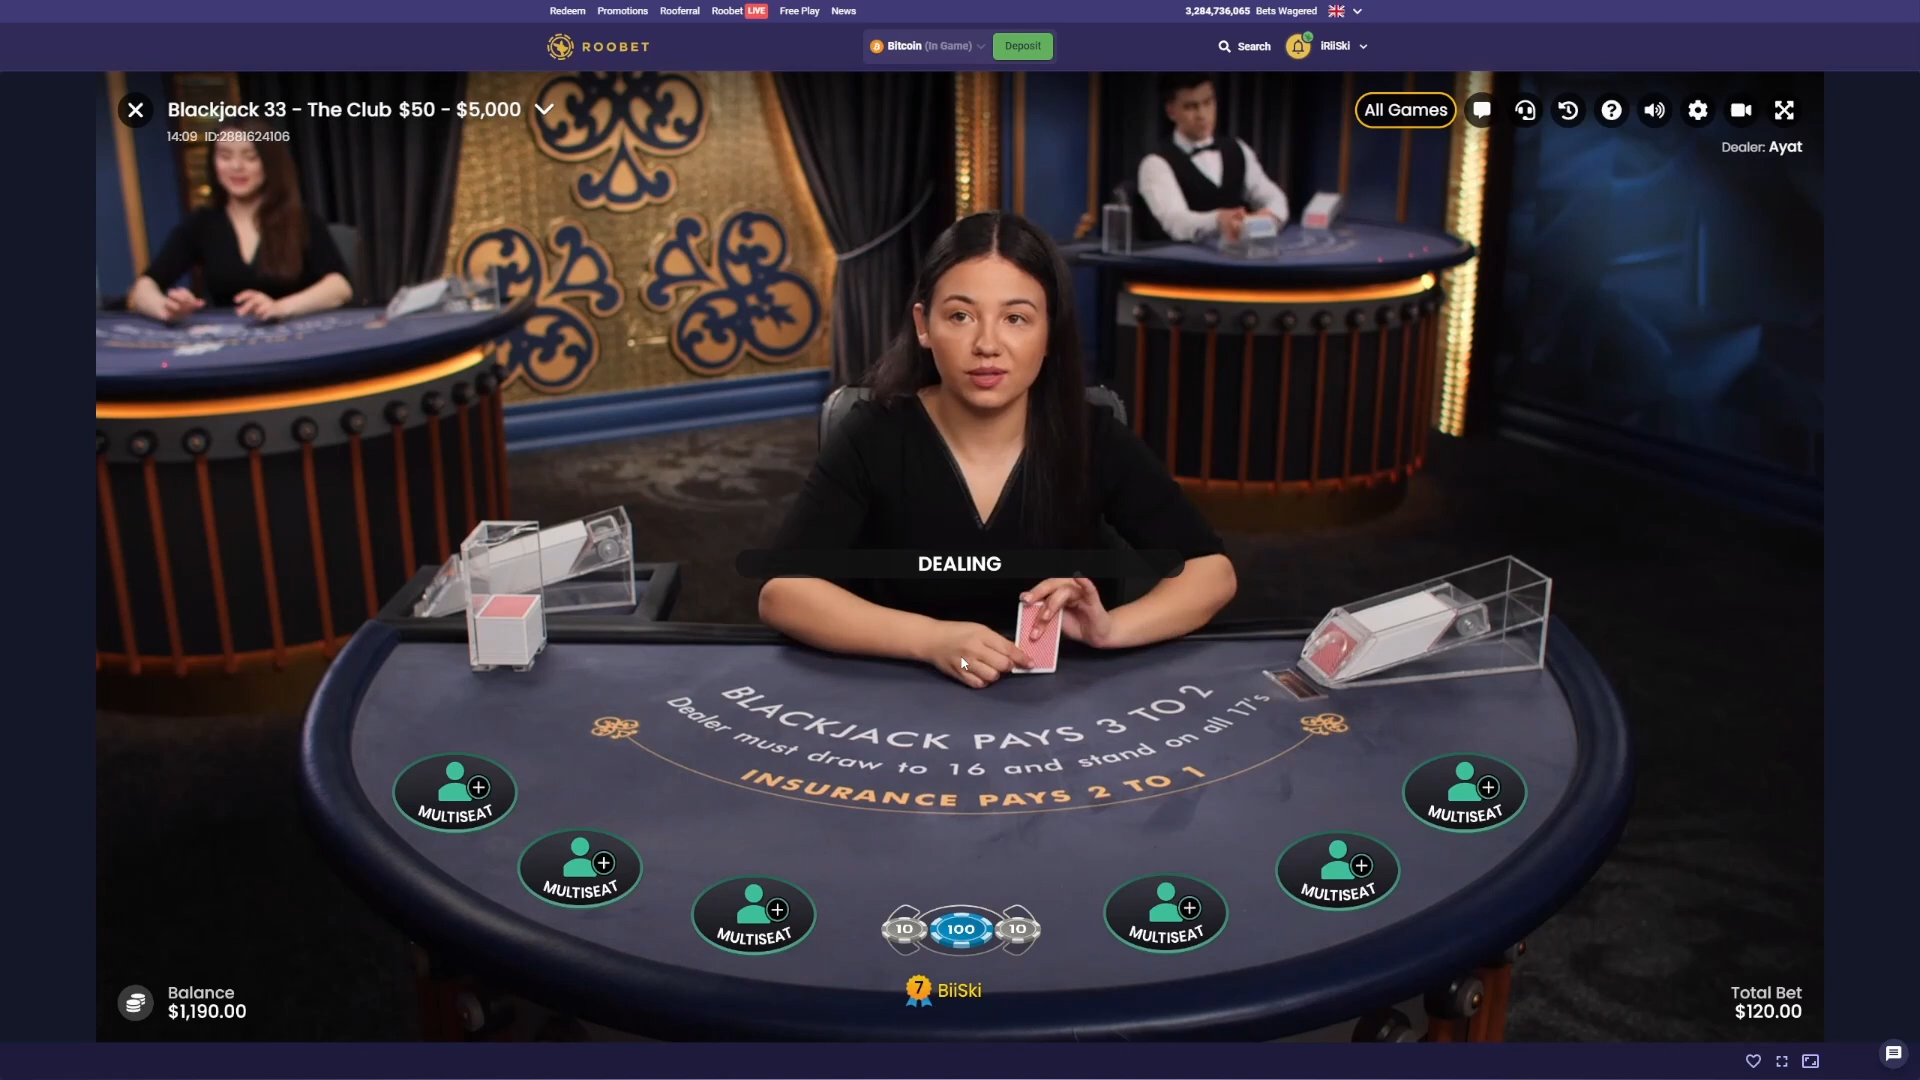 Redeem Promotions Rooferral Roobet LIVE Free Play News
3,284,736,065 Bets Wagered
ROOBET
Bitcoin (In Game)
Deposit
Search
iRiiSki
Blackjack 33 - The Club $50 - $5,000
14:09 ID:2881624106
All Games
Dealer: Ayat
DEALING
BLACKJACK PAYS 3 TO 2
Dealer must draw to 16 and stand on all 17's
INSURANCE PAYS 2 TO 1
MULTISEAT
MULTISEAT
MULTISEAT
10 100 10
MULTISEAT
MULTISEAT
MULTISEAT
7 BiiSki
Balance
$1,190.00
Total Bet
$120.00